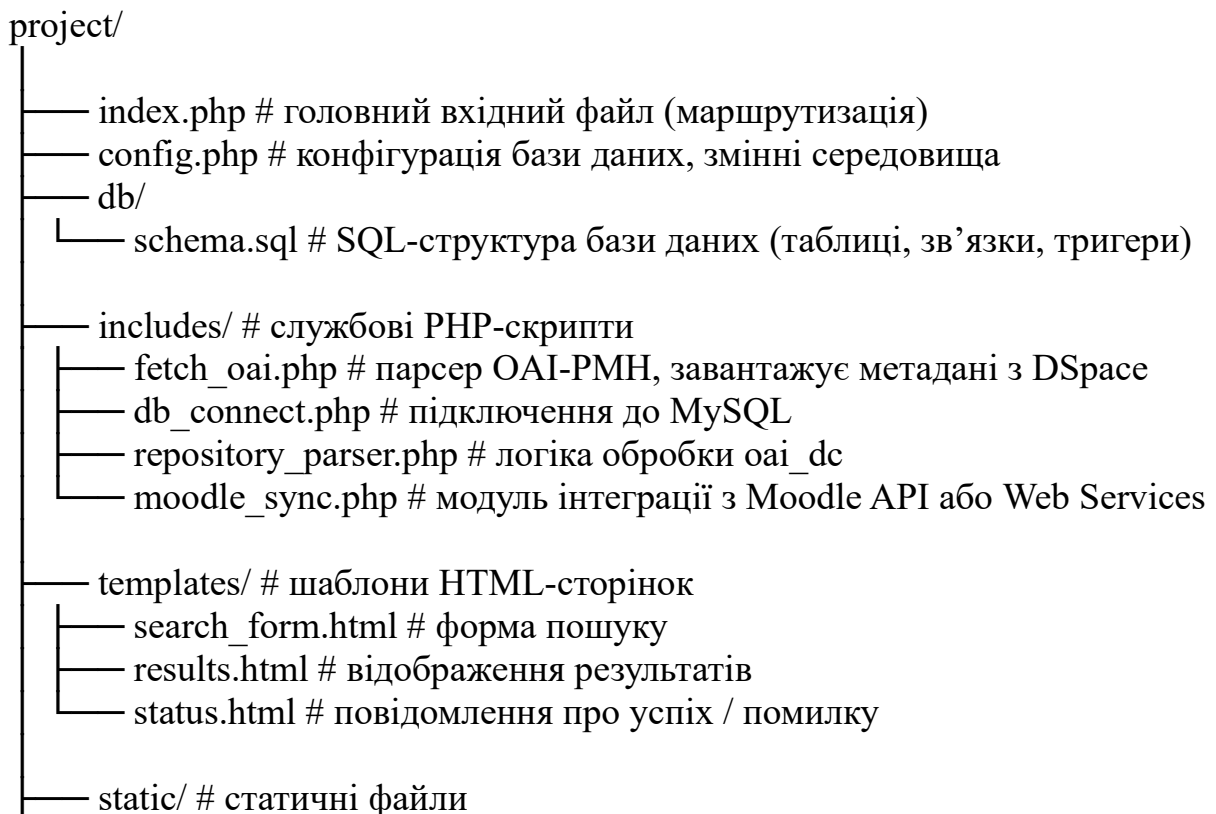 project/
├── index.php # головний вхідний файл (маршрутизація)
├── config.php # конфігурація бази даних, змінні середовища
├── db/
│ └── schema.sql # SQL-структура бази даних (таблиці, зв’язки, тригери)
├── includes/ # службові PHP-скрипти
│ ├── fetch_oai.php # парсер OAI-PMH, завантажує метадані з DSpace
│ ├── db_connect.php # підключення до MySQL
│ ├── repository_parser.php # логіка обробки oai_dc
│ └── moodle_sync.php # модуль інтеграції з Moodle API або Web Services
├── templates/ # шаблони HTML-сторінок
│ ├── search_form.html # форма пошуку
│ ├── results.html # відображення результатів
│ └── status.html # повідомлення про успіх / помилку
├── static/ # статичні файли